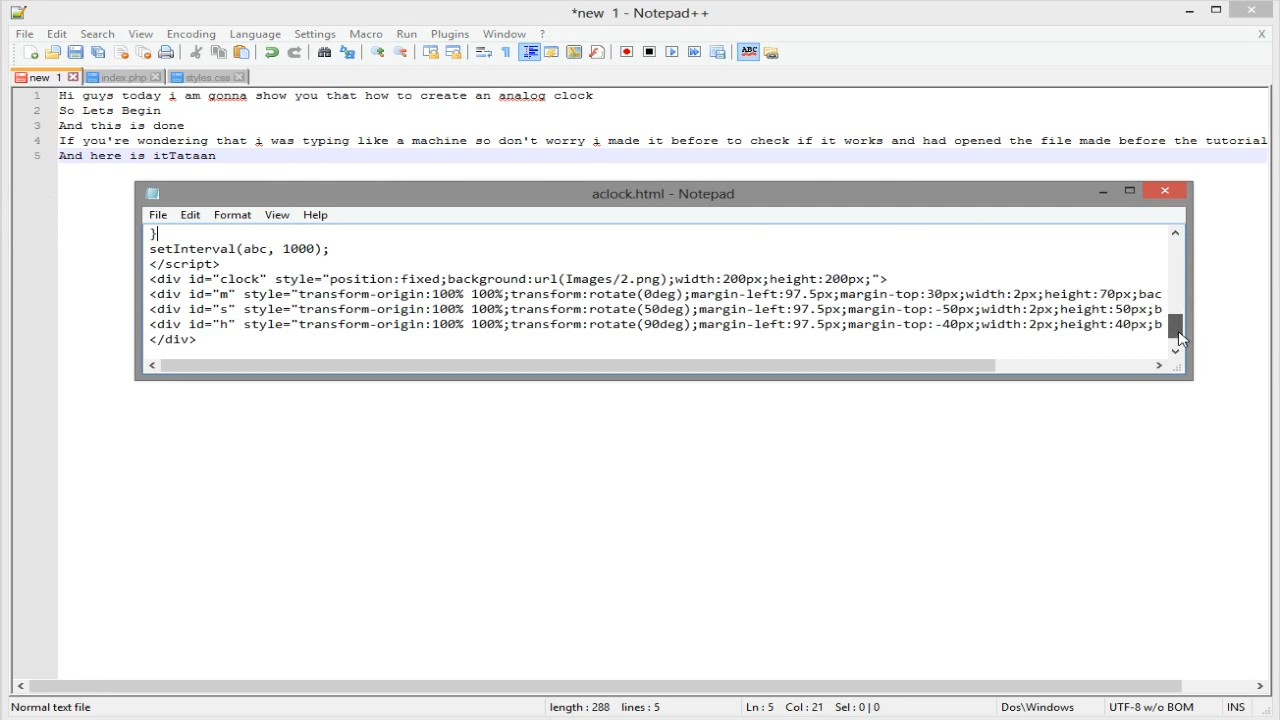 *new 1 - Notepad++
File Edit Search View Encoding Language Settings Macro Run Plugins Window ? X
ABC
new 1 index.php styles.css
1 Hi guys today i am gonna show you that how to create an analog clock
2 So Lets Begin
3 And this is done
4 If you're wondering that i was typing like a machine so don't worry i made it before to check if it works and had opened the file made before the tutorial
5 And here is itTataan
aclock.html - Notepad
File Edit Format View Help
}
setInterval(abc, 1000);
</script>
<div id="clock" style="position:fixed;background:url(Images/2.png);width:200px;height:200px;">
<div id="m" style="transform-origin:100% 100%;transform:rotate(0deg);margin-left:97.5px;margin-top:30px;width:2px;height:70px;bac
<div id="s" style="transform-origin:100% 100%;transform:rotate(50deg);margin-left:97.5px;margin-top:-50px;width:2px;height:50px;b
<div id="h" style="transform-origin:100% 100%;transform:rotate(90deg);margin-left:97.5px;margin-top:-40px;width:2px;height:40px;b
</div>
Normal text file length : 288 lines : 5 Ln : 5 Col : 21 Sel : 0 | 0 Dos\Windows UTF-8 w/o BOM INS